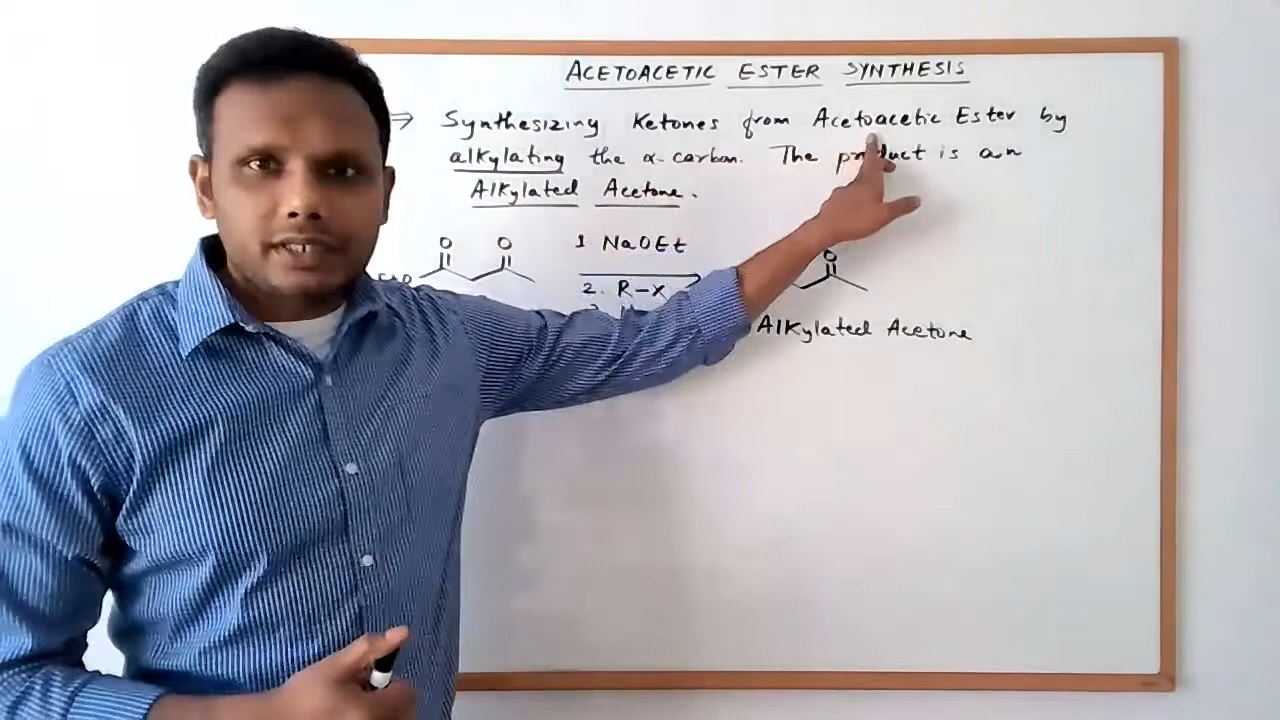 ACETOACETIC ESTER SYNTHESIS
⇒ Synthesizing Ketones from Acetoacetic Ester by
alkylating the α-carbon. The product is an
Alkylated Acetone.
O O
1 NaOEt
O
2. R-X
Alkylated Acetone